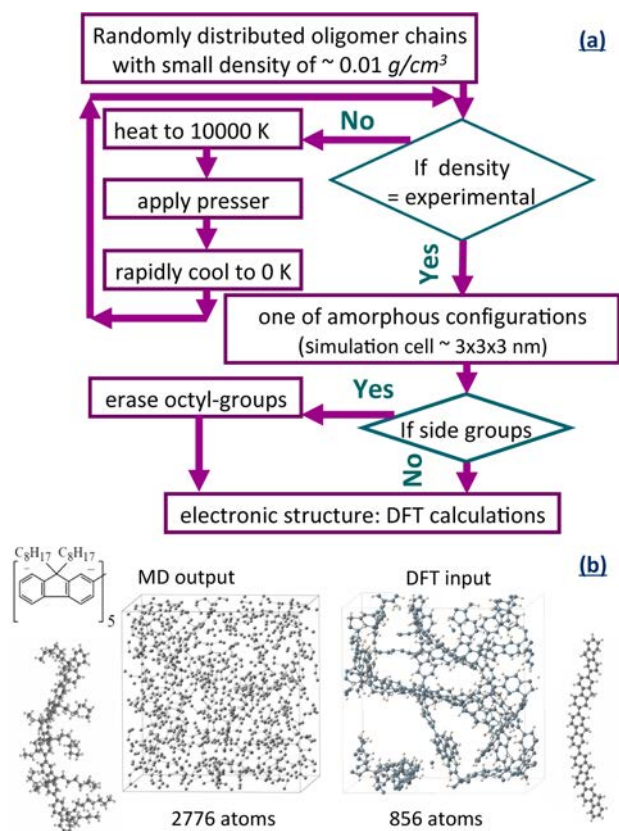 Randomly distributed oligomer chains
with small density of ~ 0.01 g/cm³
(a)
No
heat to 10000 K
If density
= experimental
apply presser
Yes
rapidly cool to 0 K
one of amorphous configurations
(simulation cell ~ 3x3x3 nm)
Yes
erase octyl-groups
If side groups
No
electronic structure: DFT calculations
C₈H₁₇ C₈H₁₇
MD output
DFT input
(b)
5
2776 atoms
856 atoms